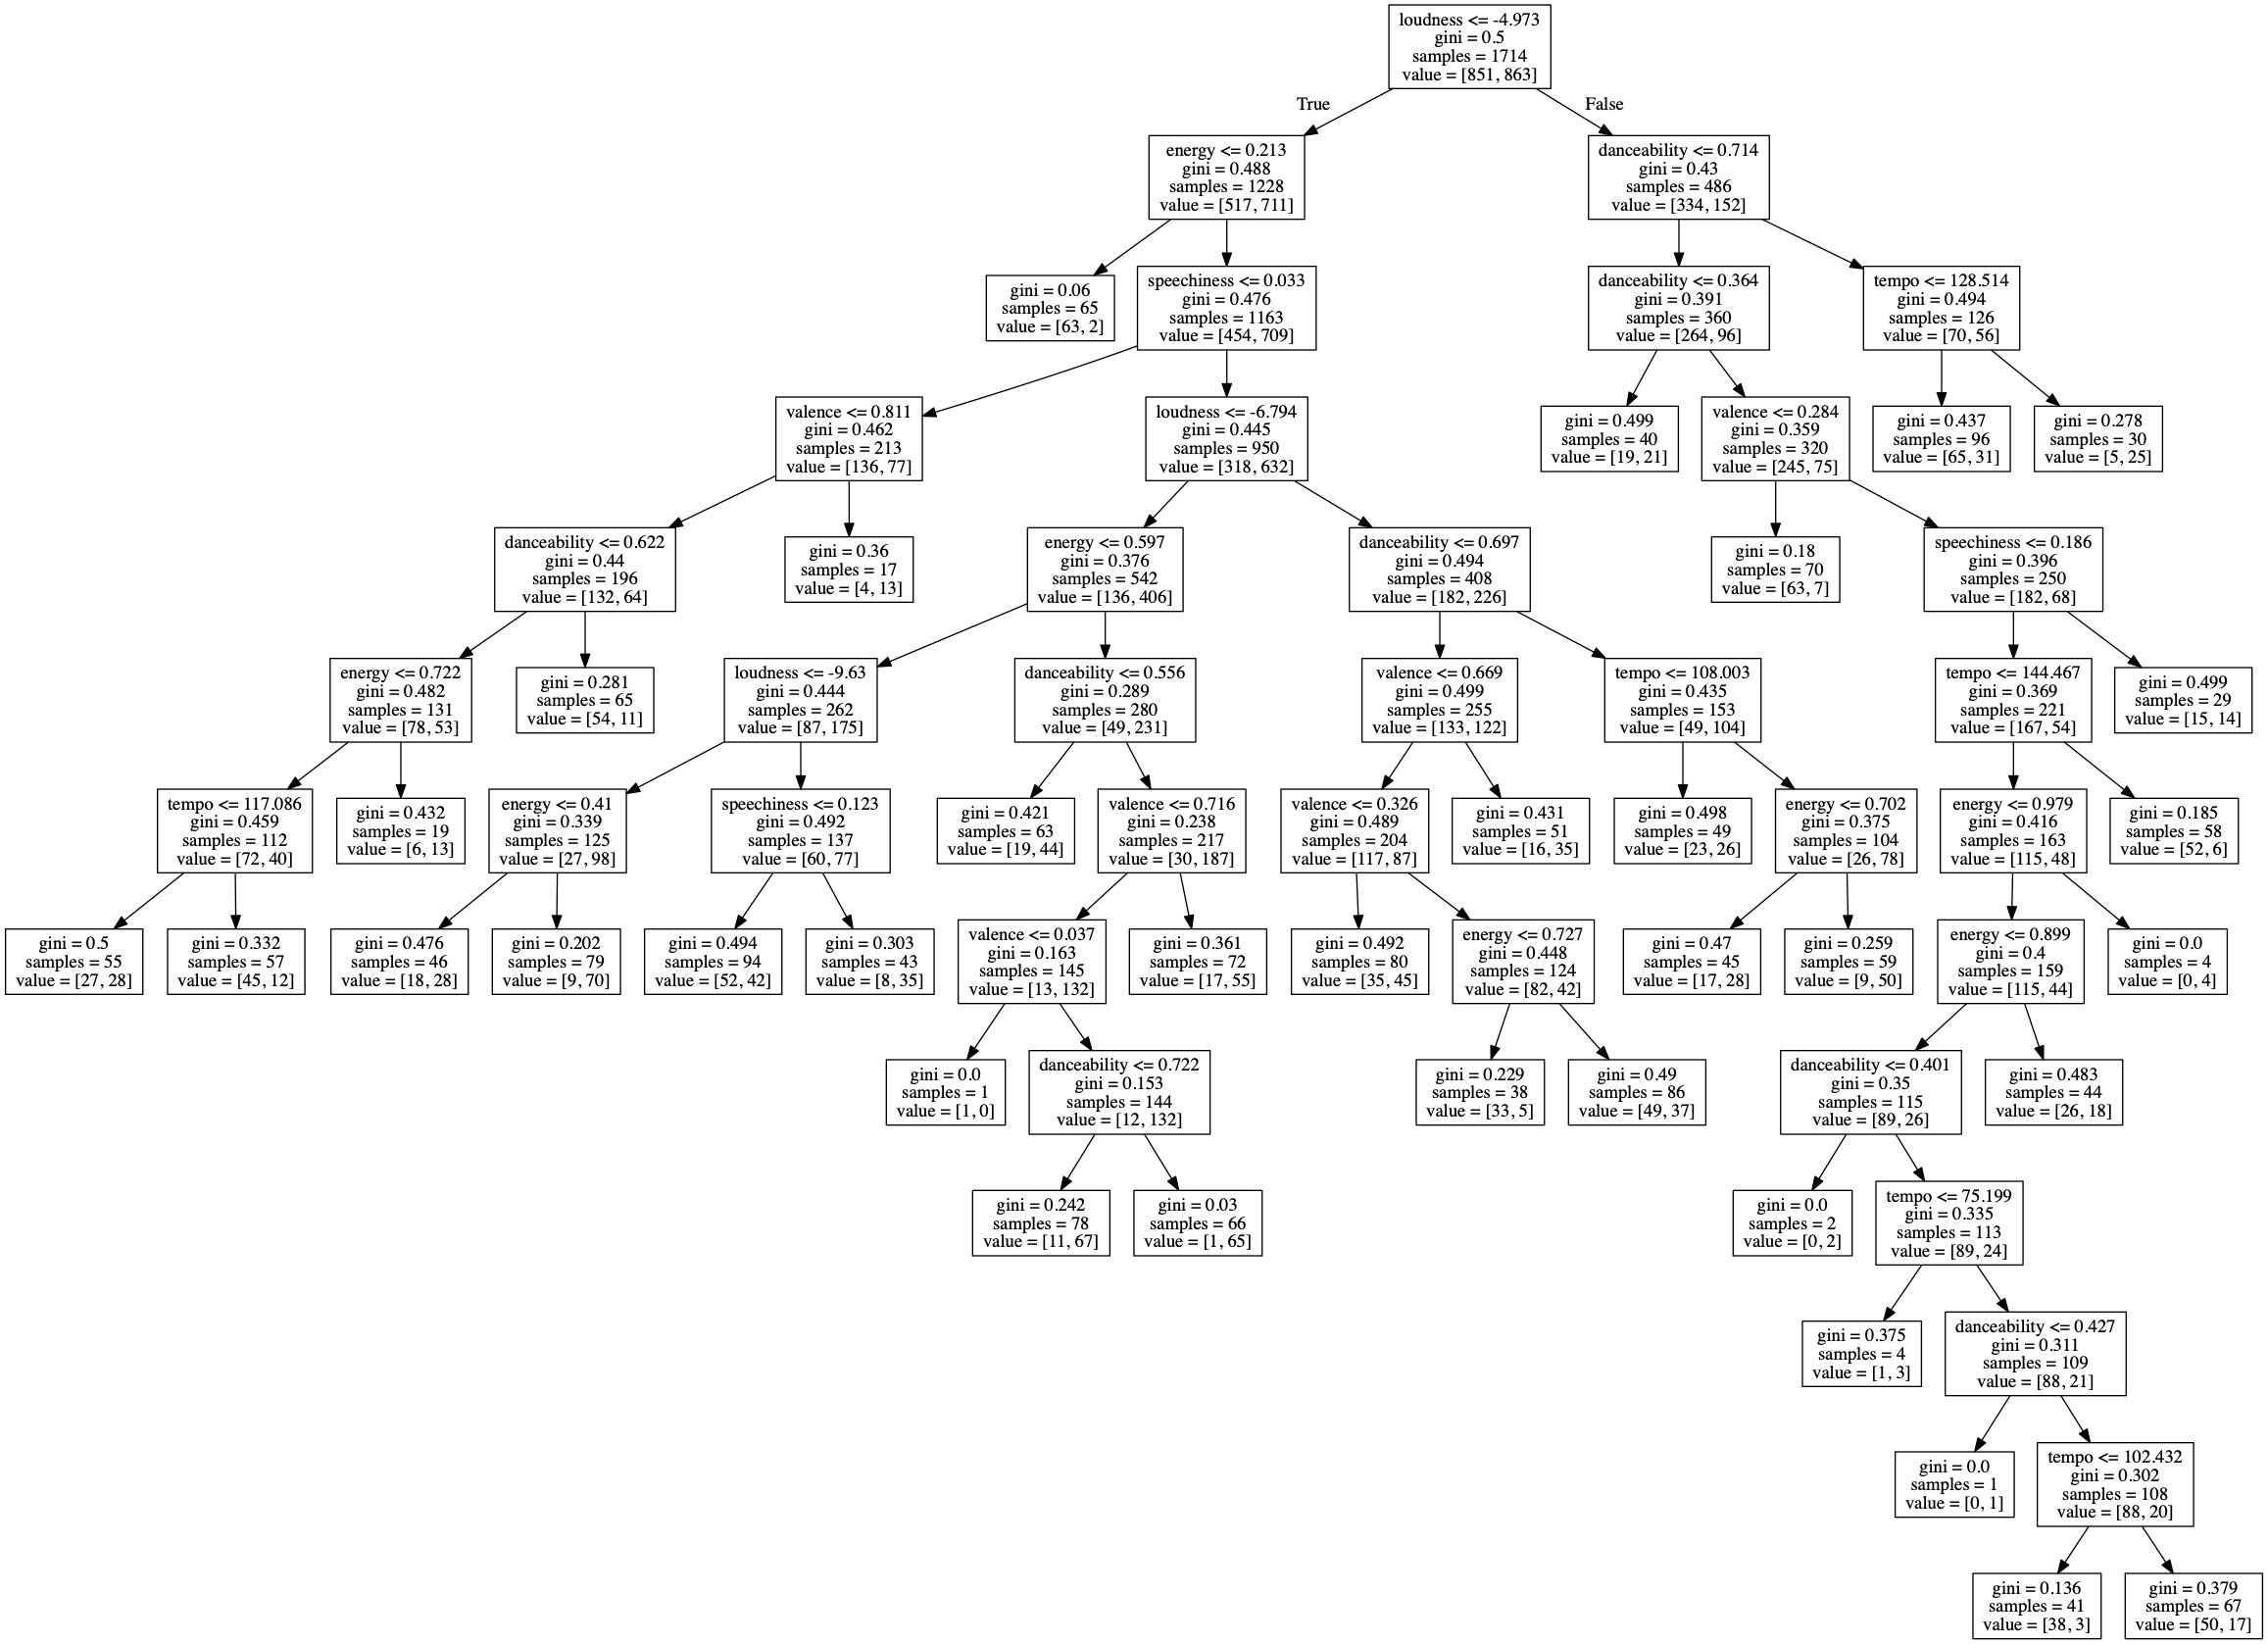 loudness <= -4.973
gini = 0.5
samples = 1714
value = [851, 863]
True
False
energy <= 0.213
gini = 0.488
samples = 1228
value = [517, 711]
danceability <= 0.714
gini = 0.43
samples = 486
value = [334, 152]
gini = 0.06
samples = 65
value = [63, 2]
speechiness <= 0.033
gini = 0.476
samples = 1163
value = [454, 709]
danceability <= 0.364
gini = 0.391
samples = 360
value = [264, 96]
tempo <= 128.514
gini = 0.494
samples = 126
value = [70, 56]
valence <= 0.811
gini = 0.462
samples = 213
value = [136, 77]
loudness <= -6.794
gini = 0.445
samples = 950
value = [318, 632]
gini = 0.499
samples = 40
value = [19, 21]
valence <= 0.284
gini = 0.359
samples = 320
value = [245, 75]
gini = 0.437
samples = 96
value = [65, 31]
gini = 0.278
samples = 30
value = [5, 25]
danceability <= 0.622
gini = 0.44
samples = 196
value = [132, 64]
gini = 0.36
samples = 17
value = [4, 13]
energy <= 0.597
gini = 0.376
samples = 542
value = [136, 406]
danceability <= 0.697
gini = 0.494
samples = 408
value = [182, 226]
gini = 0.18
samples = 70
value = [63, 7]
speechiness <= 0.186
gini = 0.396
samples = 250
value = [182, 68]
energy <= 0.722
gini = 0.482
samples = 131
value = [78, 53]
gini = 0.281
samples = 65
value = [54, 11]
loudness <= -9.63
gini = 0.444
samples = 262
value = [87, 175]
danceability <= 0.556
gini = 0.289
samples = 280
value = [49, 231]
valence <= 0.669
gini = 0.499
samples = 255
value = [133, 122]
tempo <= 108.003
gini = 0.435
samples = 153
value = [49, 104]
tempo <= 144.467
gini = 0.369
samples = 221
value = [167, 54]
gini = 0.499
samples = 29
value = [15, 14]
tempo <= 117.086
gini = 0.459
samples = 112
value = [72, 40]
gini = 0.432
samples = 19
value = [6, 13]
energy <= 0.41
gini = 0.339
samples = 125
value = [27, 98]
speechiness <= 0.123
gini = 0.492
samples = 137
value = [60, 77]
gini = 0.421
samples = 63
value = [19, 44]
valence <= 0.716
gini = 0.238
samples = 217
value = [30, 187]
valence <= 0.326
gini = 0.489
samples = 204
value = [117, 87]
gini = 0.431
samples = 51
value = [16, 35]
gini = 0.498
samples = 49
value = [23, 26]
energy <= 0.702
gini = 0.375
samples = 104
value = [26, 78]
energy <= 0.979
gini = 0.416
samples = 163
value = [115, 48]
gini = 0.185
samples = 58
value = [52, 6]
gini = 0.5
samples = 55
value = [27, 28]
gini = 0.332
samples = 57
value = [45, 12]
gini = 0.476
samples = 46
value = [18, 28]
gini = 0.202
samples = 79
value = [9, 70]
gini = 0.494
samples = 94
value = [52, 42]
gini = 0.303
samples = 43
value = [8, 35]
valence <= 0.037
gini = 0.163
samples = 145
value = [13, 132]
gini = 0.361
samples = 72
value = [17, 55]
gini = 0.492
samples = 80
value = [35, 45]
energy <= 0.727
gini = 0.448
samples = 124
value = [82, 42]
gini = 0.47
samples = 45
value = [17, 28]
gini = 0.259
samples = 59
value = [9, 50]
energy <= 0.899
gini = 0.4
samples = 159
value = [115, 44]
gini = 0.0
samples = 4
value = [0, 4]
gini = 0.0
samples = 1
value = [1, 0]
danceability <= 0.722
gini = 0.153
samples = 144
value = [12, 132]
gini = 0.229
samples = 38
value = [33, 5]
gini = 0.49
samples = 86
value = [49, 37]
danceability <= 0.401
gini = 0.35
samples = 115
value = [89, 26]
gini = 0.483
samples = 44
value = [26, 18]
gini = 0.242
samples = 78
value = [11, 67]
gini = 0.03
samples = 66
value = [1, 65]
gini = 0.0
samples = 2
value = [0, 2]
tempo <= 75.199
gini = 0.335
samples = 113
value = [89, 24]
gini = 0.375
samples = 4
value = [1, 3]
danceability <= 0.427
gini = 0.311
samples = 109
value = [88, 21]
gini = 0.0
samples = 1
value = [0, 1]
tempo <= 102.432
gini = 0.302
samples = 108
value = [88, 20]
gini = 0.136
samples = 41
value = [38, 3]
gini = 0.379
samples = 67
value = [50, 17]